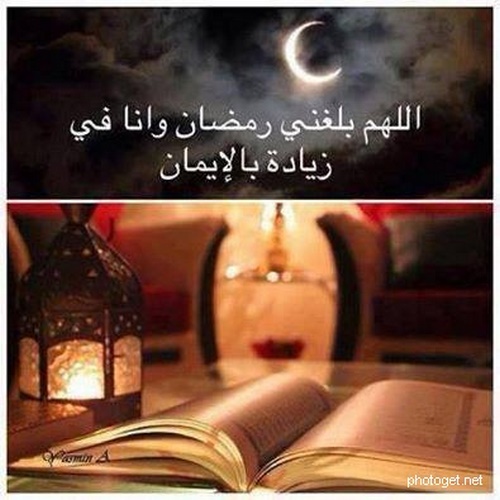 اللهم بلغني رمضان وانا في
زيادة بالإيمان
Yasmin A
photoget.net